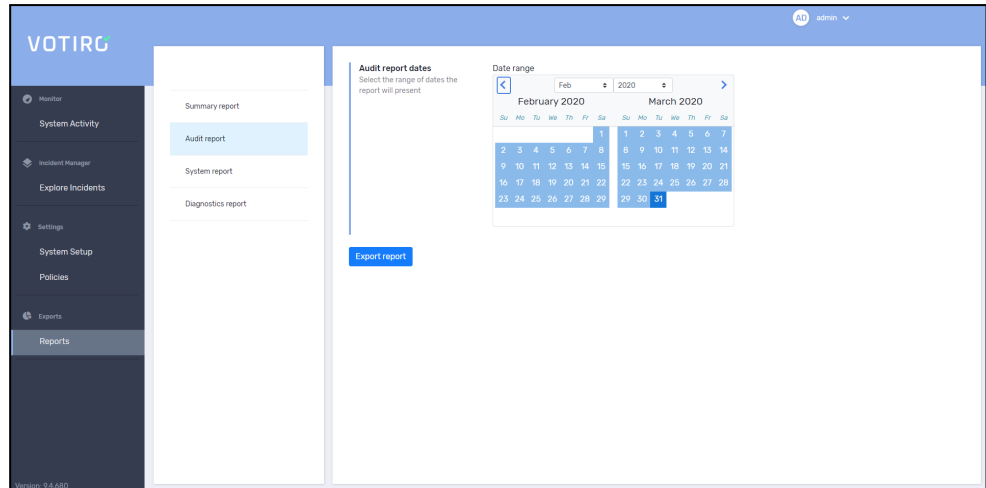 AD admin
VOTIRO
Monitor
System Activity
Incident Manager
Explore Incidents
Settings
System Setup
Policies
Exports
Reports
Version: 9.4.680
Summary report
Audit report
System report
Diagnostics report
Audit report dates
Select the range of dates the
report will present
Export report
Date range
Feb 2020
February 2020
Su Mo Tu We Th Fr Sa
1
2 3 4 5 6 7 8
9 10 11 12 13 14 15
16 17 18 19 20 21 22
23 24 25 26 27 28 29
March 2020
Su Mo Tu We Th Fr Sa
1 2 3 4 5 6 7
8 9 10 11 12 13 14
15 16 17 18 19 20 21
22 23 24 25 26 27 28
29 30 31